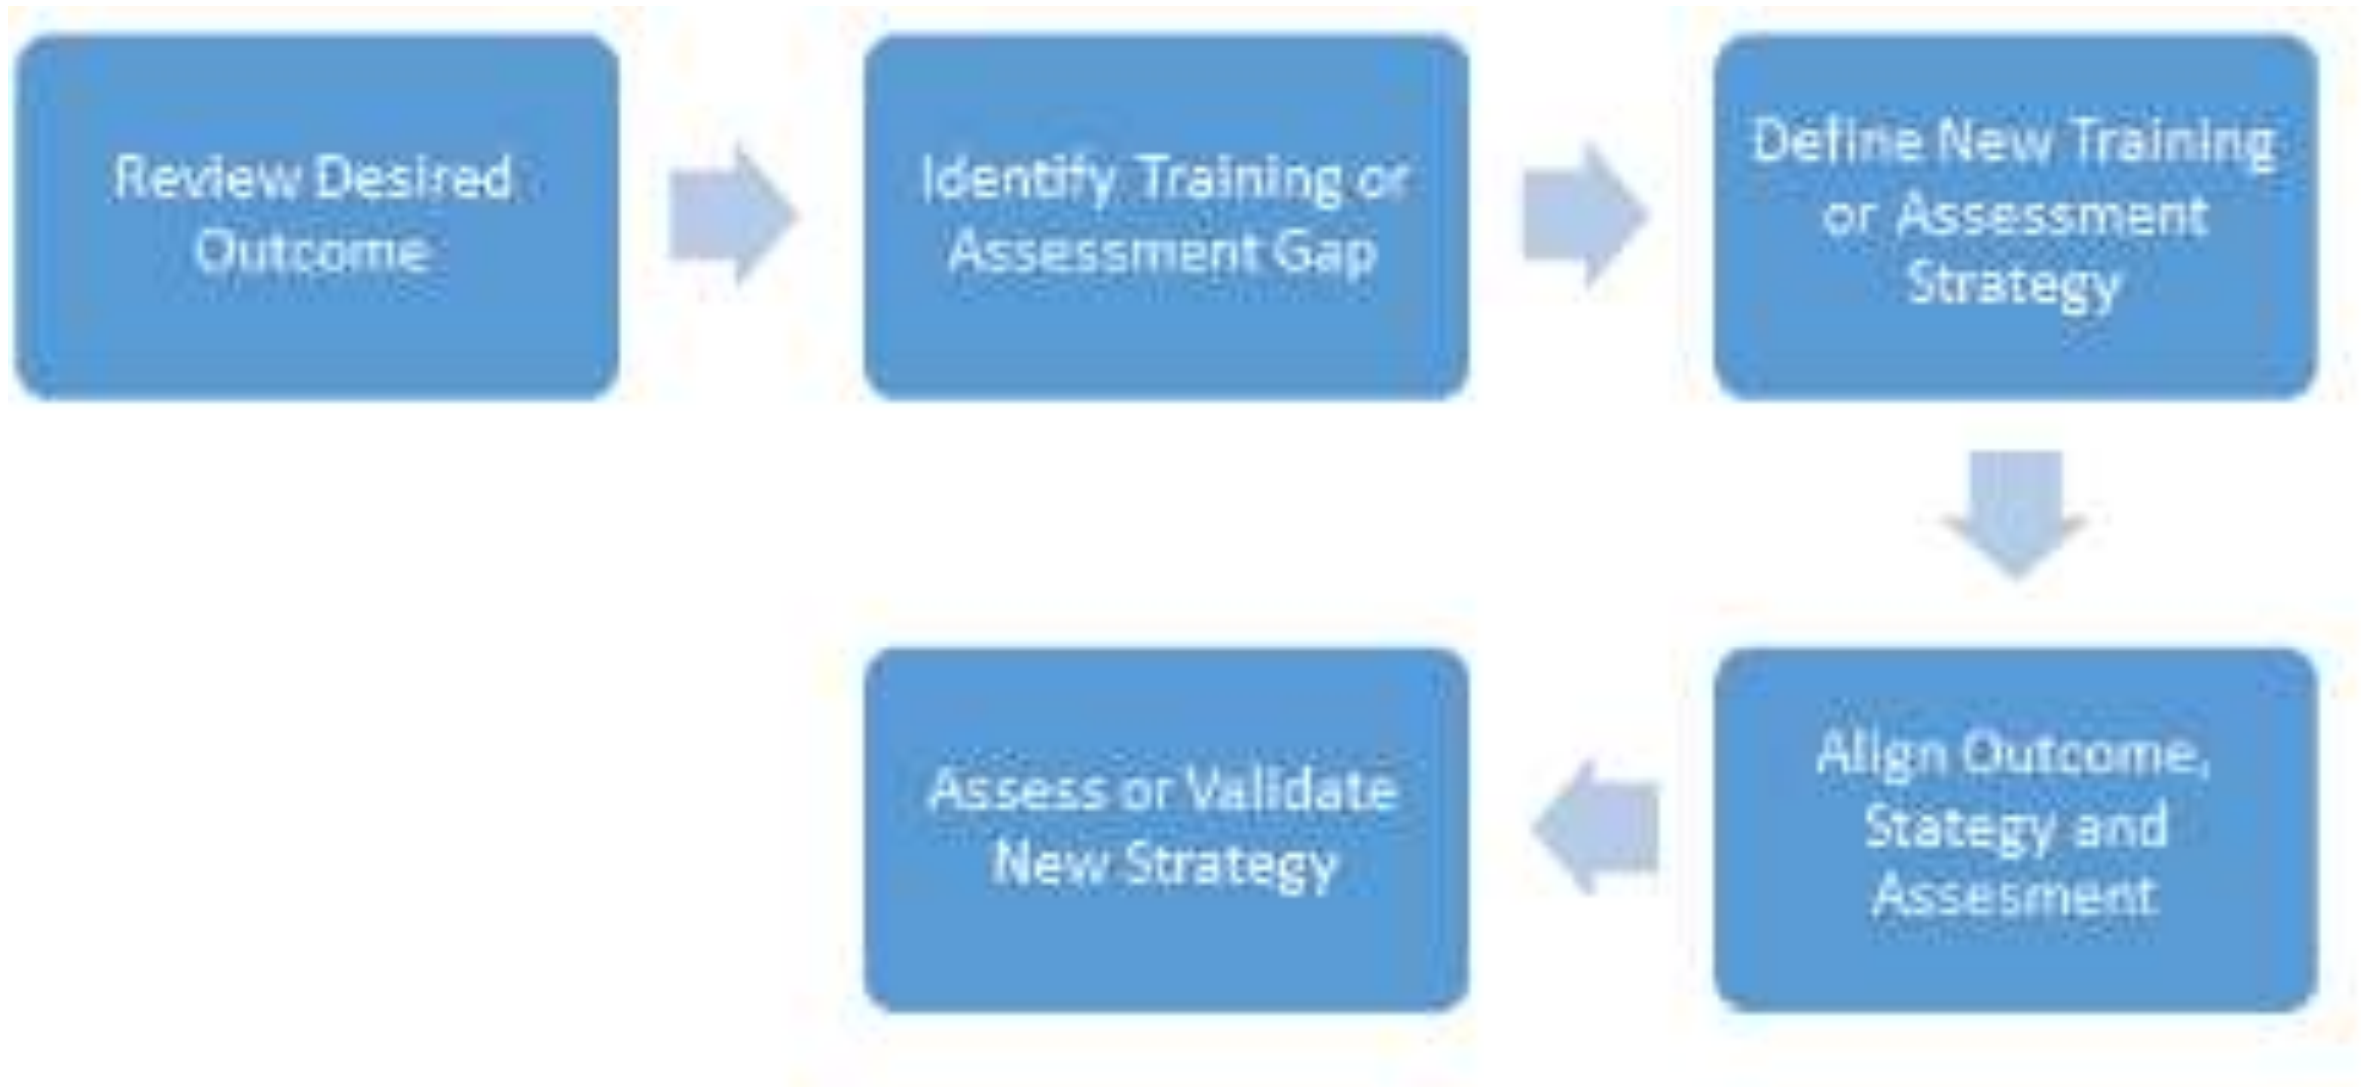 Review Desired
Outcome
Identify Training or
Assessment Gap
Define New Training
or Assessment
Strategy
Align Outcome,
Stategy and
Assesment
Assess or Validate
New Strategy